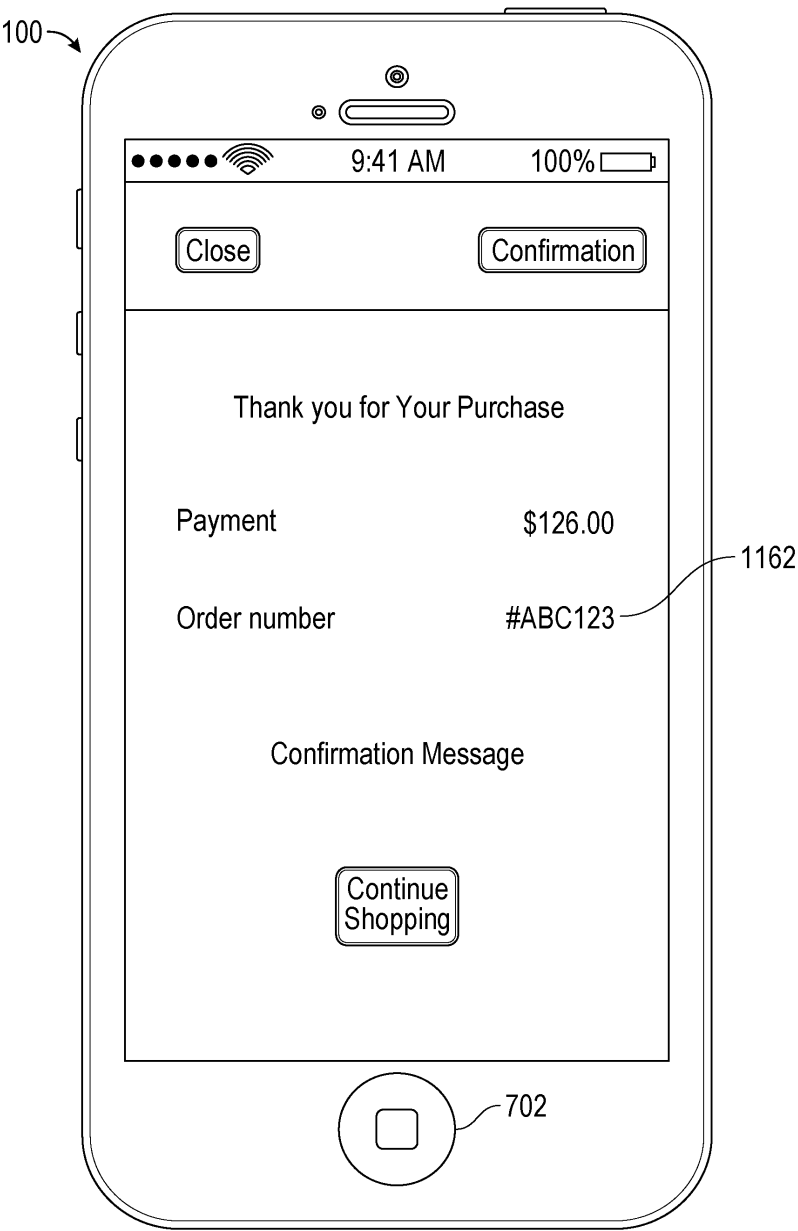 100
9:41 AM 100%
Close Confirmation
Thank you for Your Purchase
Payment $126.00
1162
Order number #ABC123
Confirmation Message
Continue
Shopping
702